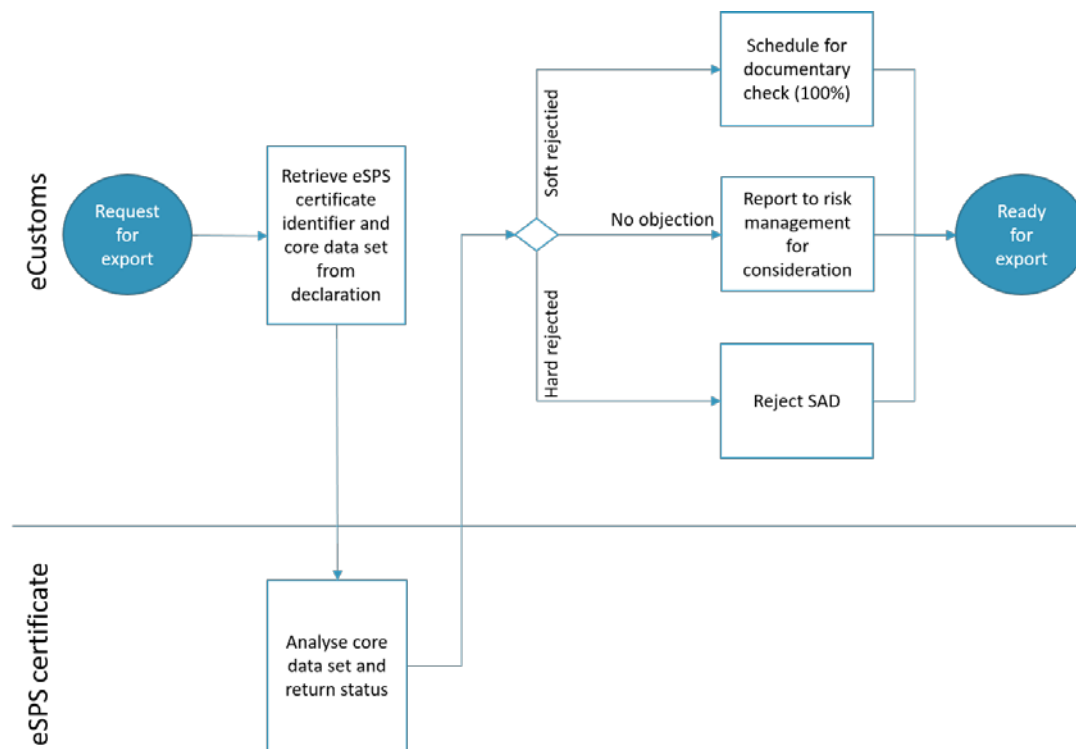 eCustoms
Request
for
export
Retrieve eSPS
certificate
identifier and
core data set
from
declaration
Soft rejectied
No objection
Hard rejected
Schedule for
documentary
check (100%)
Report to risk
management
for
consideration
Reject SAD
Ready
for
export
eSPS certificate
Analyse core
data set and
return status